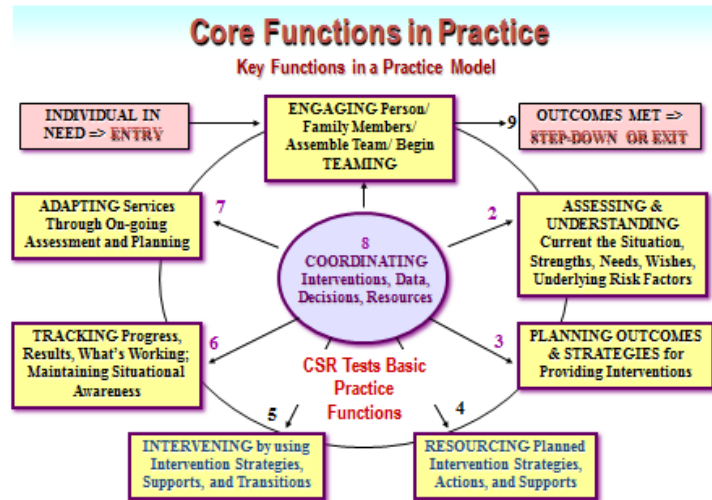 Core Functions in Practice
Key Functions in a Practice Model
INDIVIDUAL IN
NEED => ENTRY
ENGAGING Person/
Family Members/
Assemble Team/ Begin
TEAMING
9
OUTCOMES MET =>
STEP-DOWN OR EXIT
ADAPTING Services
Through On-going
Assessment and Planning
7
2
ASSESSING &
UNDERSTANDING
Current the Situation,
Strengths, Needs, Wishes,
Underlying Risk Factors
8
COORDINATING
Interventions, Data,
Decisions, Resources
TRACKING Progress,
Results, What's Working;
Maintaining Situational
Awareness
6
3
PLANNING OUTCOMES
& STRATEGIES for
Providing Interventions
CSR Tests Basic
Practice
Functions
5
4
INTERVENING by using
Intervention Strategies,
Supports, and Transitions
RESOURCING Planned
Intervention Strategies,
Actions, and Supports